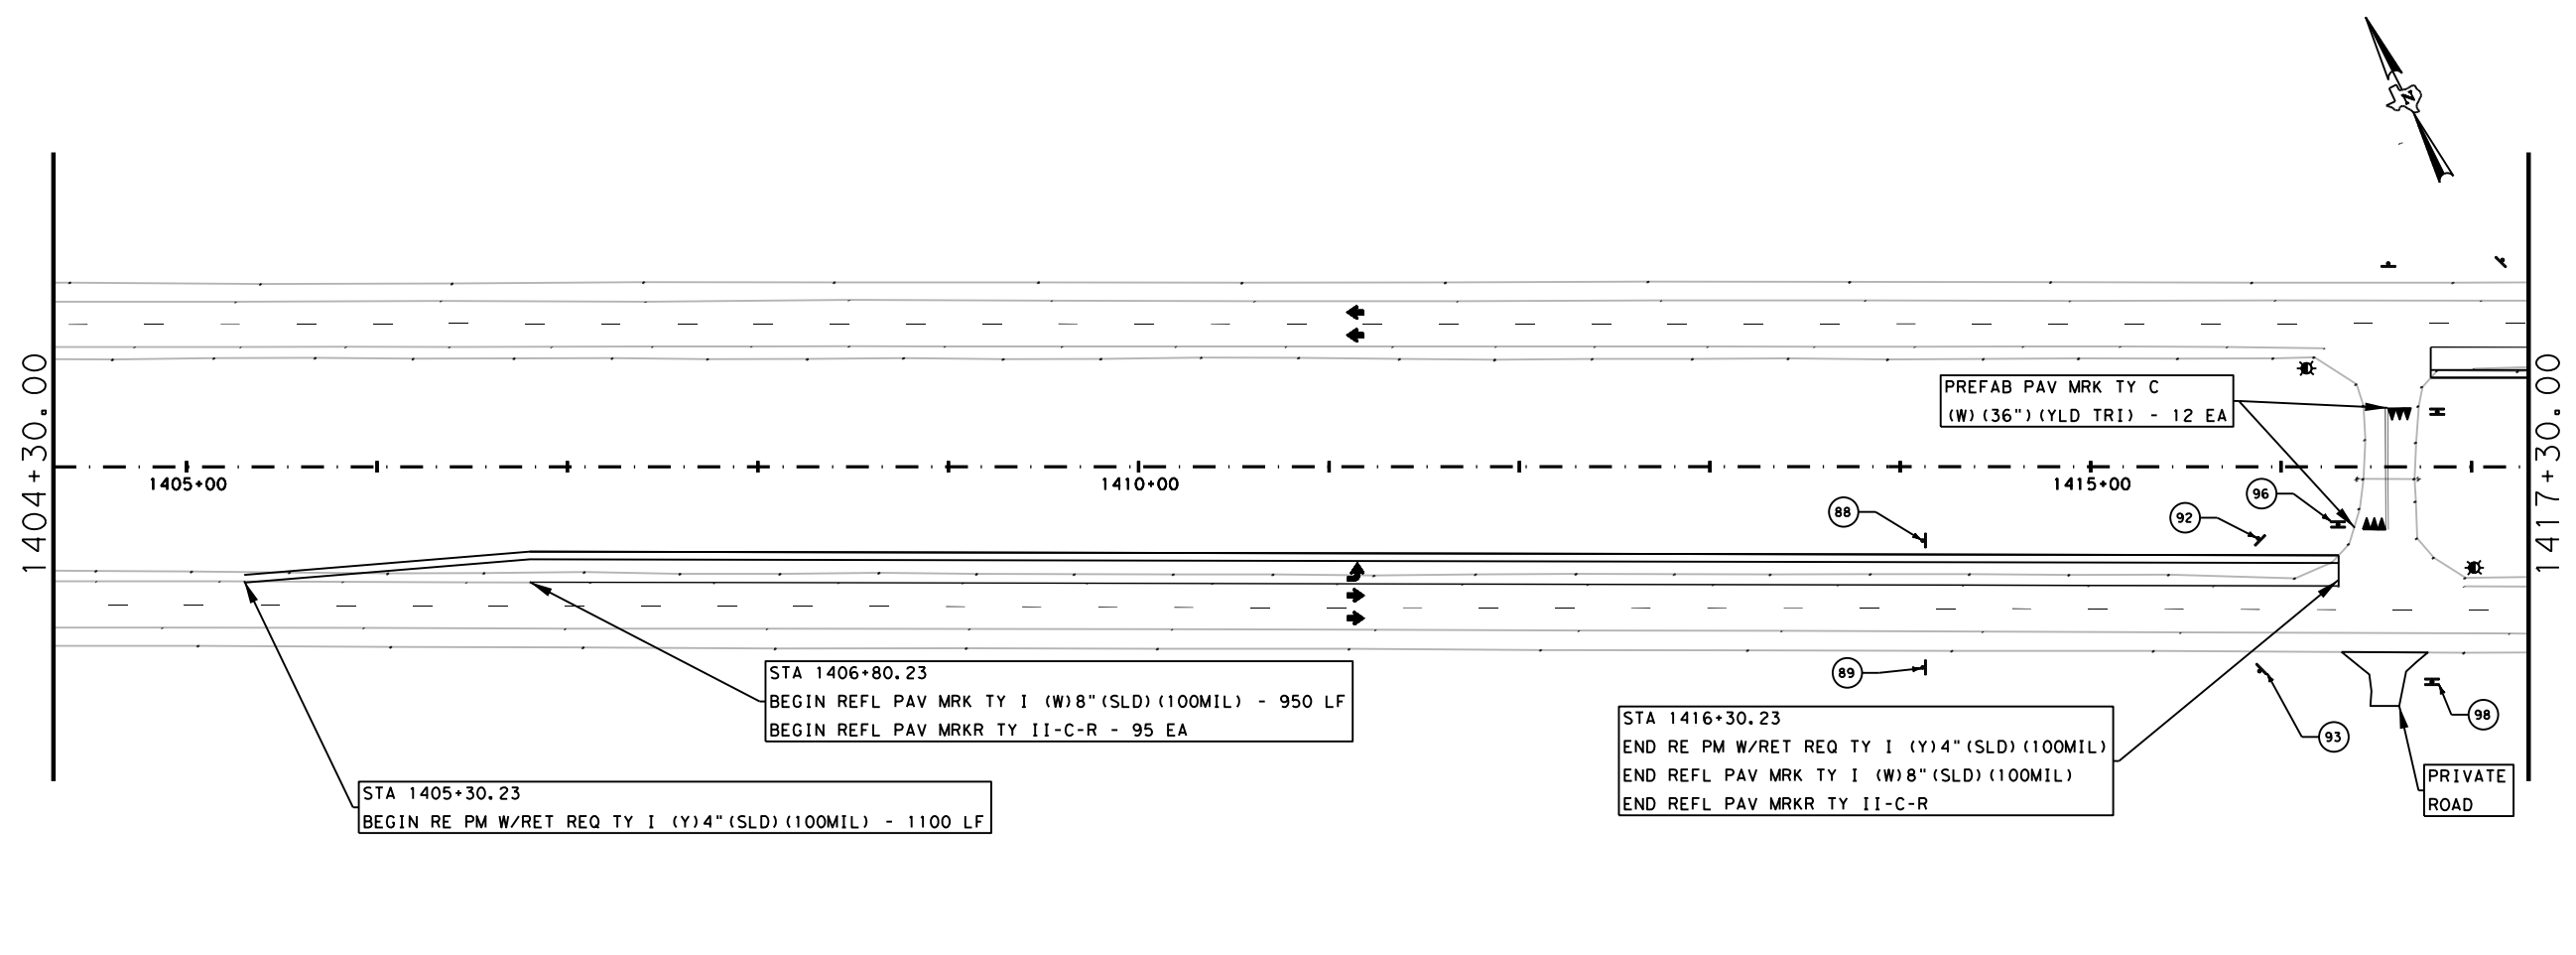 N
1404+30.00
1417+30.00
PREFAB PAV MRK TY C
(W)(36")(YLD TRI) - 12 EA
1405+00
1410+00
1415+00
88
92
96
89
93
98
STA 1406+80.23
BEGIN REFL PAV MRK TY I (W)8"(SLD)(100MIL) - 950 LF
BEGIN REFL PAV MRKR TY II-C-R - 95 EA
STA 1416+30.23
END RE PM W/RET REQ TY I (Y)4"(SLD)(100MIL)
END REFL PAV MRK TY I (W)8"(SLD)(100MIL)
END REFL PAV MRKR TY II-C-R
PRIVATE
ROAD
STA 1405+30.23
BEGIN RE PM W/RET REQ TY I (Y)4"(SLD)(100MIL) - 1100 LF